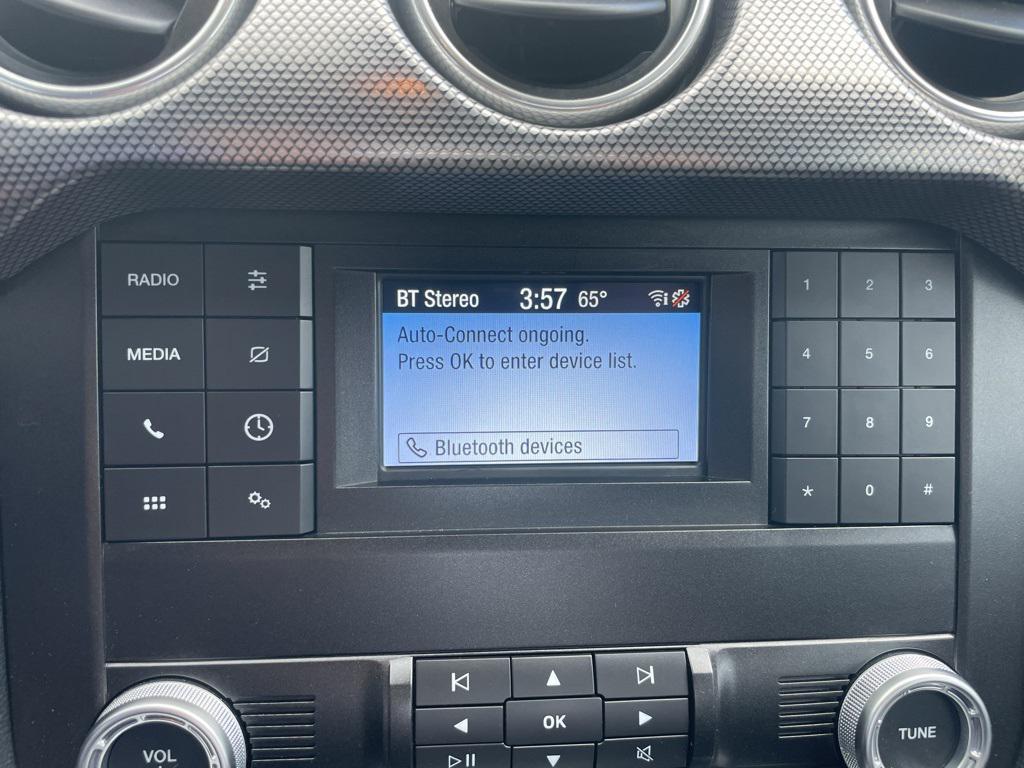 RADIO
MEDIA
BT Stereo 3:57 65°
Auto-Connect ongoing.
Press OK to enter device list.
Bluetooth devices
1 2 3
4 5 6
7 8 9
* 0 #
OK
VOL
TUNE